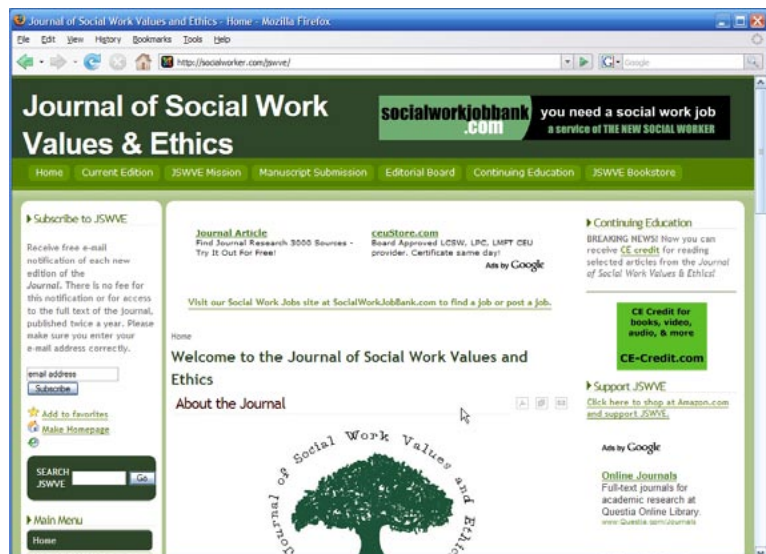 Journal of Social Work Values and Ethics - Home - Mozilla Firefox
File Edit View History Bookmarks Tools Help
http://socialworker.com/jswve/
Google
Journal of Social Work
Values & Ethics
socialworkjobbank
.COM
you need a social work job
a service of THE NEW SOCIAL WORKER
Home Current Edition JSWVE Mission Manuscript Submission Editorial Board Continuing Education JSWVE Bookstore
Subscribe to JSWVE
Receive free e-mail
notification of each new
edition of the
Journal. There is no fee for
this notification or for access
to the full text of the journal,
published twice a year. Please
make sure you enter your
e-mail address correctly.
email address
Subscribe
Add to favorites
Make Homepage
SEARCH
JSWVE
Go
Main Menu
Home
Journal Article
Find Journal Research 3000 Sources -
Try It Out For Free!
ceuStore.com
Board Approved LCSW, LPC, LMFT CEU
provider. Certificate same day!
Ads by Google
Visit our Social Work Jobs site at SocialWorkJobBank.com to find a job or post a job.
Home
Welcome to the Journal of Social Work Values and
Ethics
About the Journal
Journal of Social Work Values and Ethics
Continuing Education
BREAKING NEWS! Now you can
receive CE credit for reading
selected articles from the Journal
of Social Work Values & Ethics!
CE Credit for
books, video,
audio, & more
CE-Credit.com
Support JSWVE
Click here to shop at Amazon.com
and support JSWVE.
Ads by Google
Online Journals
Full-text journals for
academic research at
Questia Online Library.
www.Questia.com/Journals